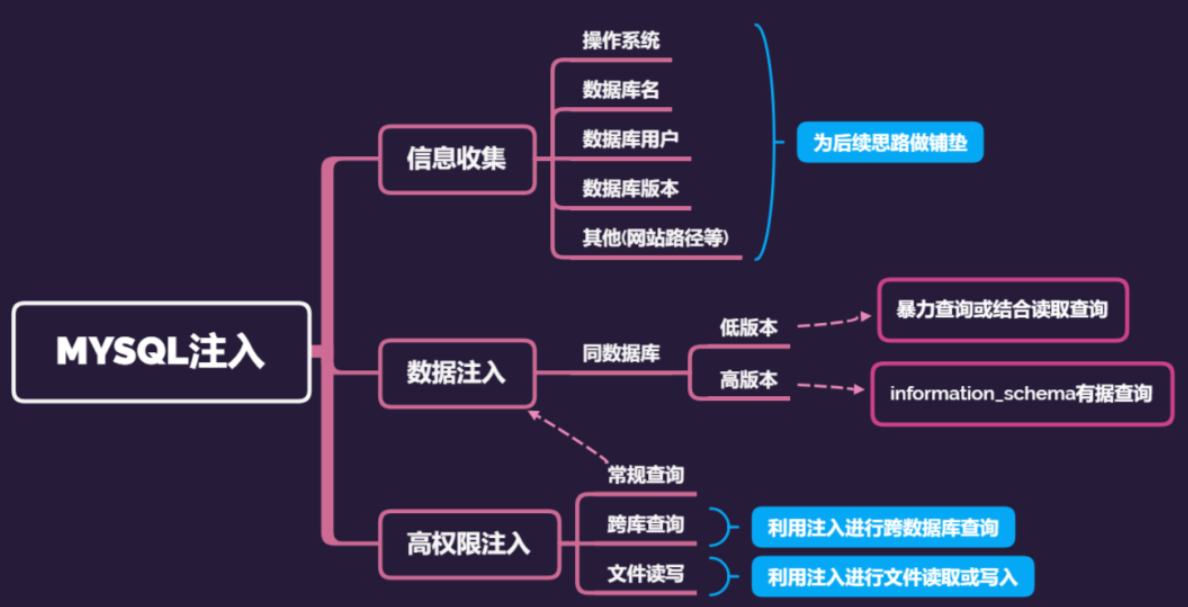 MYSQL注入
信息收集
操作系统
数据库名
数据库用户
数据库版本
其他(网站路径等)
为后续思路做铺垫
数据注入
同数据库
低版本
暴力查询或结合读取查询
高版本
information_schema有据查询
高权限注入
常规查询
跨库查询
利用注入进行跨数据库查询
文件读写
利用注入进行文件读取或写入